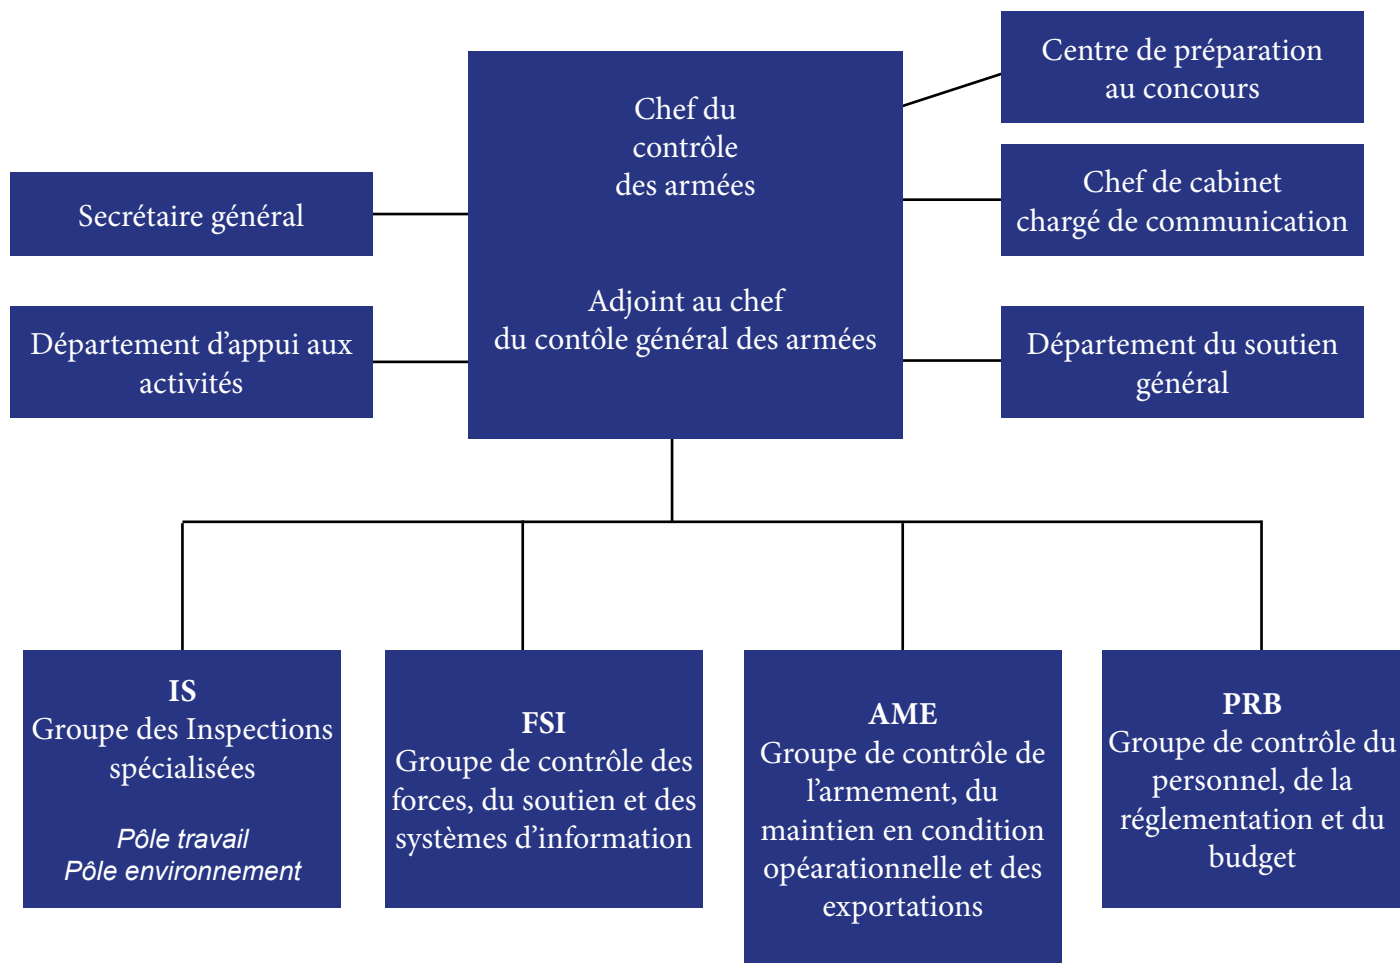 Centre de préparation
au concours
Chef du
contrôle
des armées
Chef de cabinet
chargé de communication
Secrétaire général
Adjoint au chef
du contôle général des armées
Département d'appui aux
activités
Département du soutien
général
IS
Groupe des Inspections
spécialisées
Pôle travail
Pôle environnement
FSI
Groupe de contrôle des
forces, du soutien et des
systèmes d'information
AME
Groupe de contrôle de
l'armement, du
maintien en condition
opéarationnelle et des
exportations
PRB
Groupe de contrôle du
personnel, de la
réglementation et du
budget